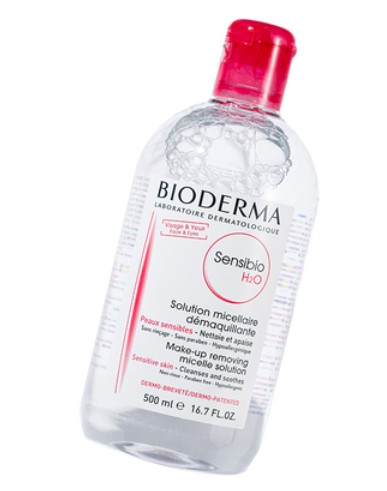 BIODERMA
LABORATOIRE DERMATOLOGIQUE
Visage & Yeux
Face & Eyes
Sensibio
H2O
Solution micellaire
démaquillante
Peaux sensibles - Nettoie et apaise
Sans rinçage - Sans paraben - Hypoallergénique
Make-up removing
micelle solution
Sensitive skin - Cleanses and soothes
Non-rinse - Paraben free - Hypoallergenic
DERMO-BREVETÉ/DERMO-PATENTED
500 ml e 16.7 FL.OZ.